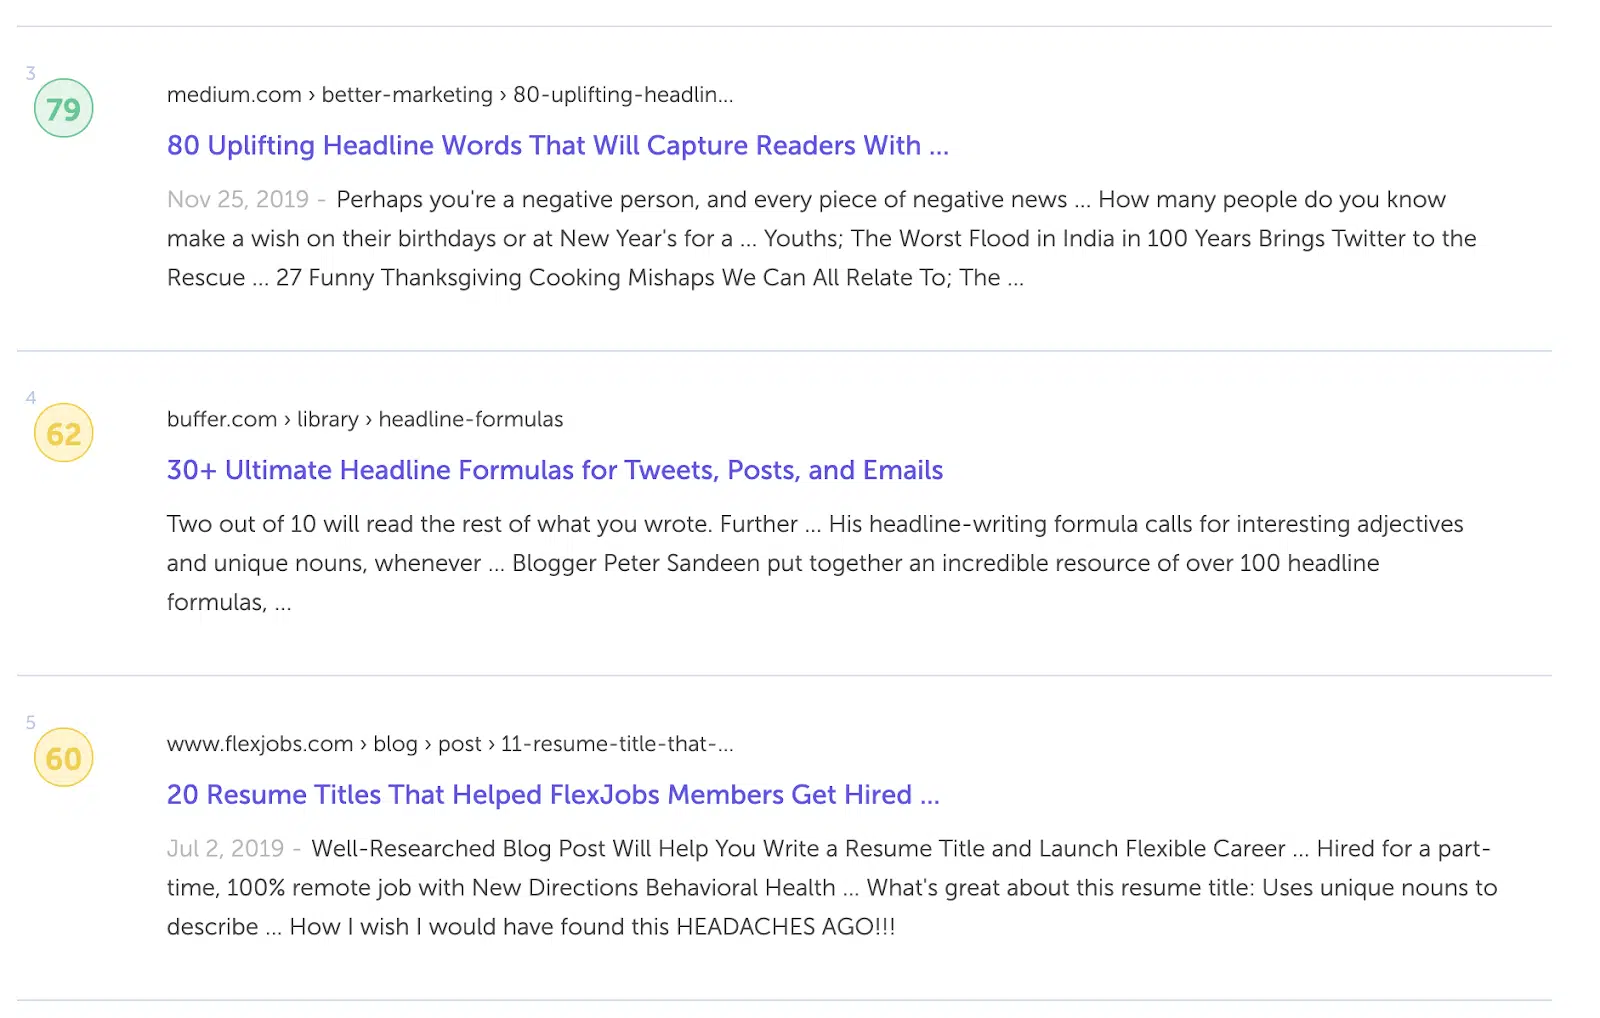 3
79
medium.com › better-marketing › 80-uplifting-headlin...
80 Uplifting Headline Words That Will Capture Readers With ...
Nov 25, 2019 - Perhaps you're a negative person, and every piece of negative news ... How many people do you know
make a wish on their birthdays or at New Year's for a ... Youths; The Worst Flood in India in 100 Years Brings Twitter to the
Rescue ... 27 Funny Thanksgiving Cooking Mishaps We Can All Relate To; The ...
4
62
buffer.com › library › headline-formulas
30+ Ultimate Headline Formulas for Tweets, Posts, and Emails
Two out of 10 will read the rest of what you wrote. Further ... His headline-writing formula calls for interesting adjectives
and unique nouns, whenever ... Blogger Peter Sandeen put together an incredible resource of over 100 headline
formulas, ...
5
60
www.flexjobs.com › blog › post › 11-resume-title-that-...
20 Resume Titles That Helped FlexJobs Members Get Hired ...
Jul 2, 2019 - Well-Researched Blog Post Will Help You Write a Resume Title and Launch Flexible Career ... Hired for a part-
time, 100% remote job with New Directions Behavioral Health ... What's great about this resume title: Uses unique nouns to
describe ... How I wish I would have found this HEADACHES AGO!!!